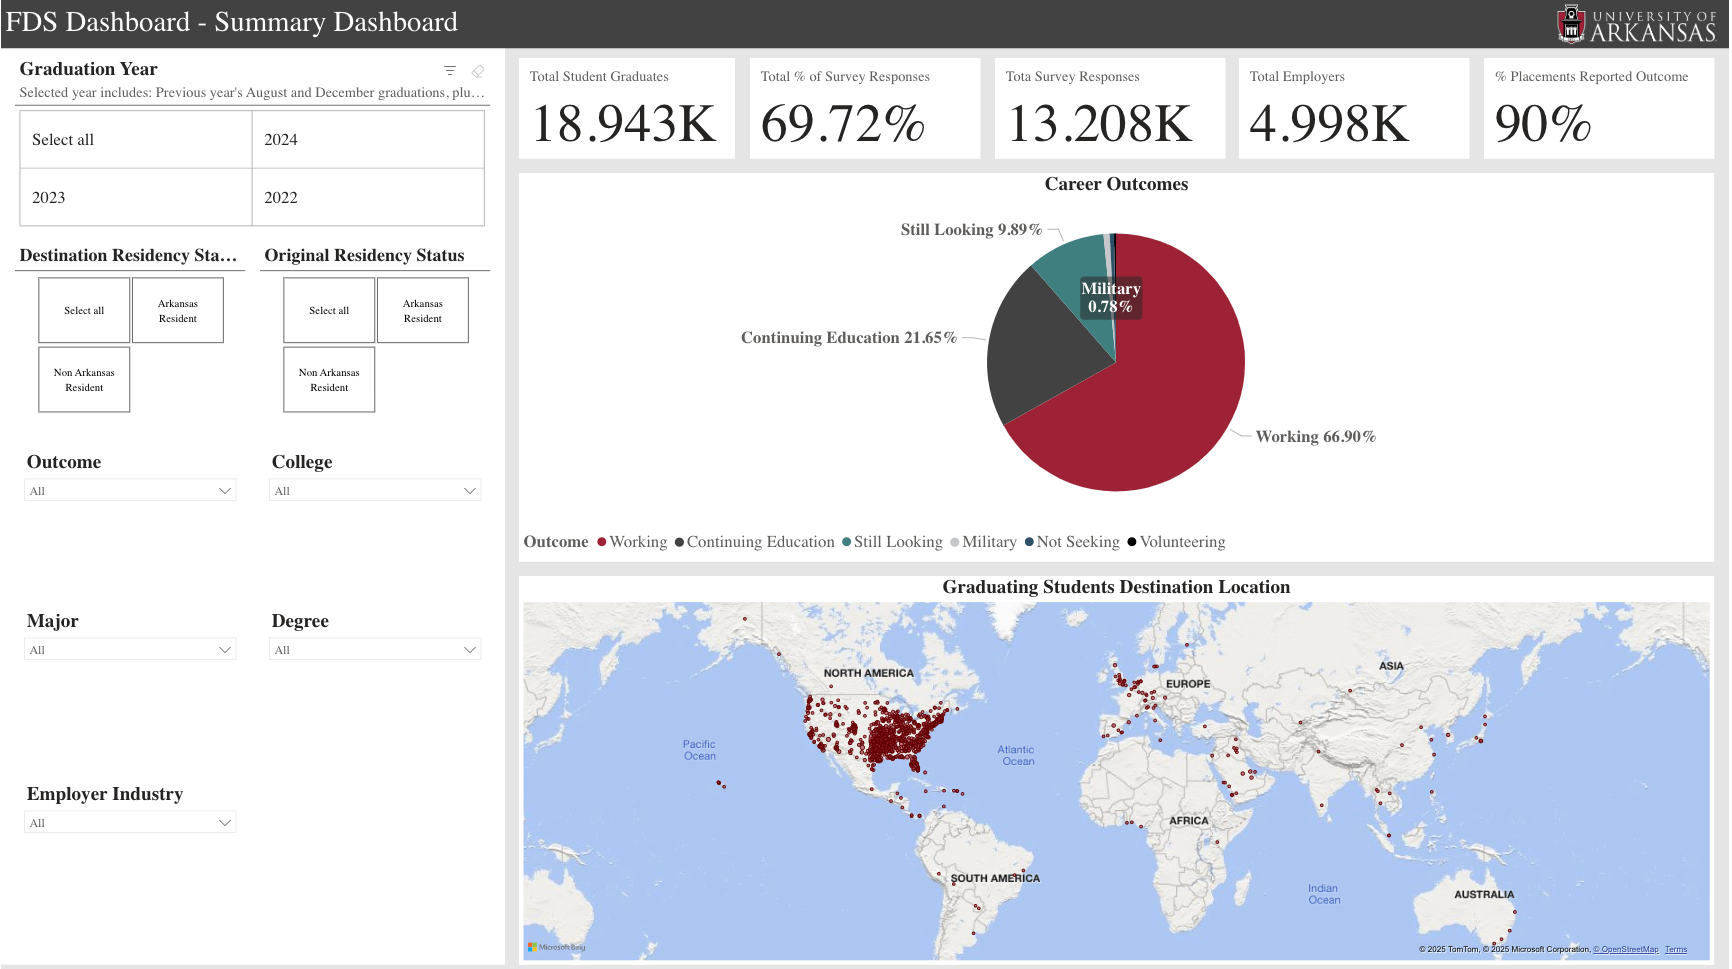 FDS Dashboard - Summary Dashboard
UNIVERSITY OF
ARKANSAS
Graduation Year
Selected year includes: Previous year's August and December graduations, plu…
Select all
2024
2023
2022
Destination Residency Sta…
Original Residency Status
Select all
Arkansas
Resident
Non Arkansas
Resident
Select all
Arkansas
Resident
Non Arkansas
Resident
Outcome
All
College
All
Major
All
Degree
All
Employer Industry
All
Total Student Graduates
18.943K
Total % of Survey Responses
69.72%
Tota Survey Responses
13.208K
Total Employers
4.998K
% Placements Reported Outcome
90%
Career Outcomes
Still Looking 9.89%
Military
0.78%
Continuing Education 21.65%
Working 66.90%
Outcome Working Continuing Education Still Looking Military Not Seeking Volunteering
Graduating Students Destination Location
NORTH AMERICA
ASIA
EUROPE
Pacific
Ocean
Atlantic
Ocean
AFRICA
SOUTH AMERICA
Indian
Ocean
AUSTRALIA
Microsoft Bing
© 2025 TomTom, © 2025 Microsoft Corporation, © OpenStreetMap Terms